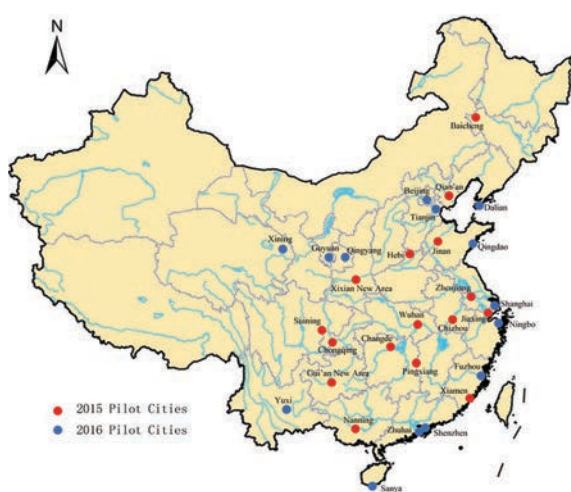 N
Baicheng
Beijing
Qian'an
Tianjin
Dalian
Xining
Guyuan
Qingyang
Hebi
Jinan
Qingdao
Xixian New Area
Zhenjiang
Shanghai
Suining
Wuhan
Jiaxing
Chizhou
Ningbo
Chongqing
Changde
Gui'an New Area
Pingxiang
Fuzhou
Yuxi
Xiamen
2015 Pilot Cities
Nanning
2016 Pilot Cities
Zhuhai
Shenzhen
Sanya